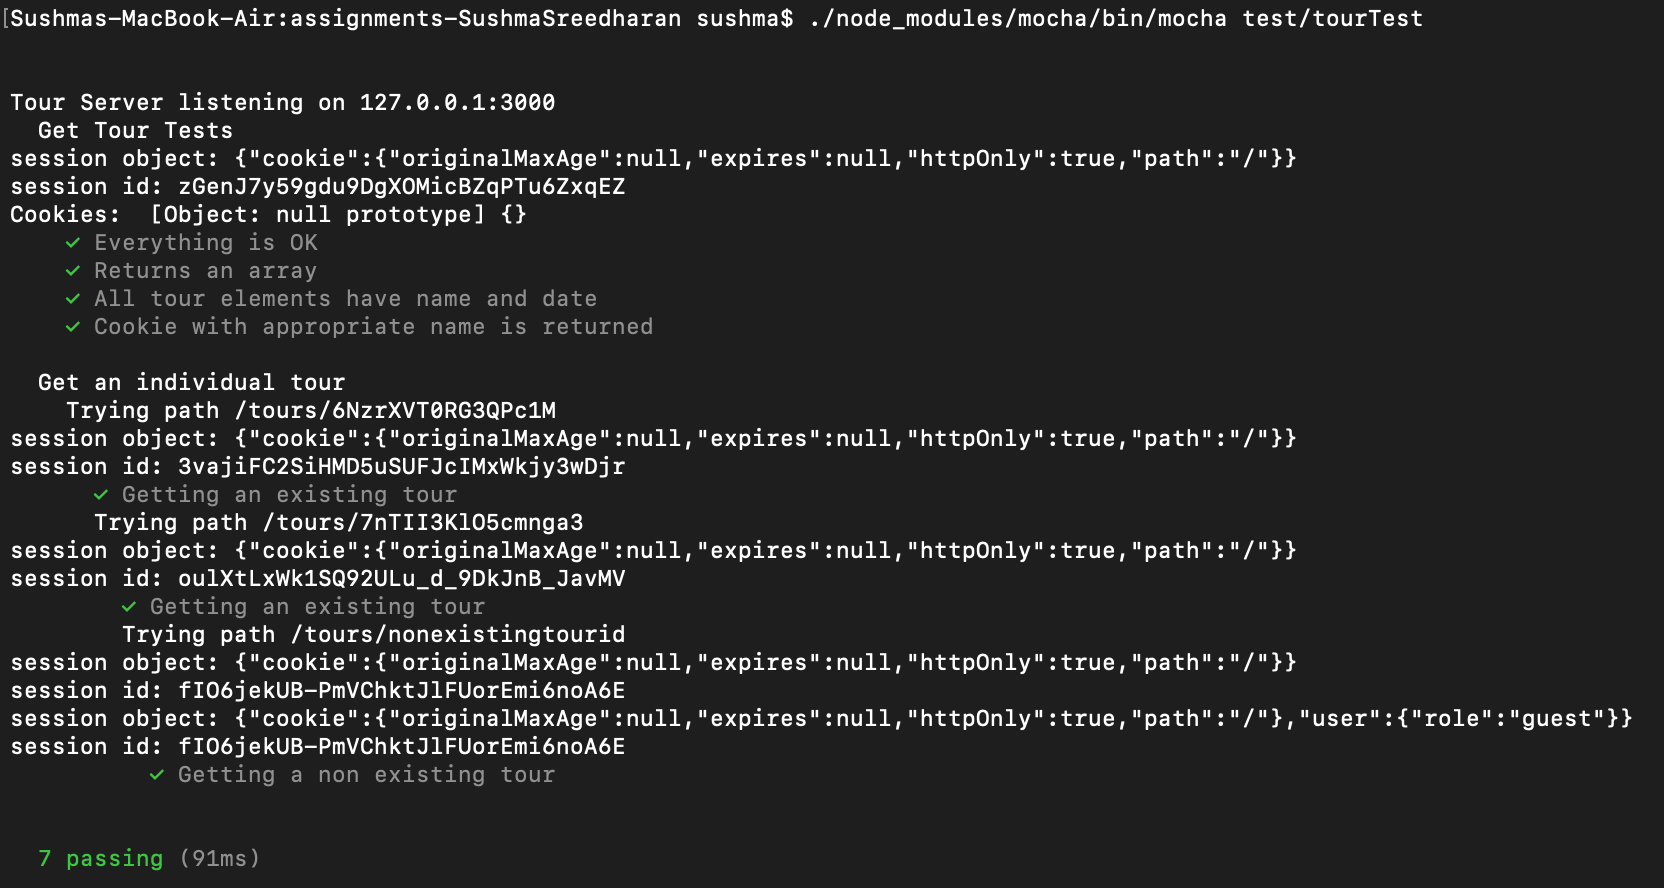 [Sushmas-MacBook-Air:assignments-SushmaSreedharan sushma$ ./node_modules/mocha/bin/mocha test/tourTest
Tour Server listening on 127.0.0.1:3000
Get Tour Tests
session object: {"cookie":{"originalMaxAge":null,"expires":null,"httpOnly":true,"path":"/"}}
session id: zGenJ7y59gdu9DgXOMicBZqPTu6ZxqEZ
Cookies:  [Object: null prototype] {}
✓ Everything is OK
✓ Returns an array
✓ All tour elements have name and date
✓ Cookie with appropriate name is returned
Get an individual tour
Trying path /tours/6NzrXVT0RG3QPc1M
session object: {"cookie":{"originalMaxAge":null,"expires":null,"httpOnly":true,"path":"/"}}
session id: 3vajiFC2SiHMD5uSUFJcIMxWkjy3wDjr
✓ Getting an existing tour
Trying path /tours/7nTII3KlO5cmnga3
session object: {"cookie":{"originalMaxAge":null,"expires":null,"httpOnly":true,"path":"/"}}
session id: oulXtLxWk1SQ92ULu_d_9DkJnB_JavMV
✓ Getting an existing tour
Trying path /tours/nonexistingtourid
session object: {"cookie":{"originalMaxAge":null,"expires":null,"httpOnly":true,"path":"/"}}
session id: fIO6jekUB-PmVChktJlFUorEmi6noA6E
session object: {"cookie":{"originalMaxAge":null,"expires":null,"httpOnly":true,"path":"/"},"user":{"role":"guest"}}
session id: fIO6jekUB-PmVChktJlFUorEmi6noA6E
✓ Getting a non existing tour
7 passing (91ms)